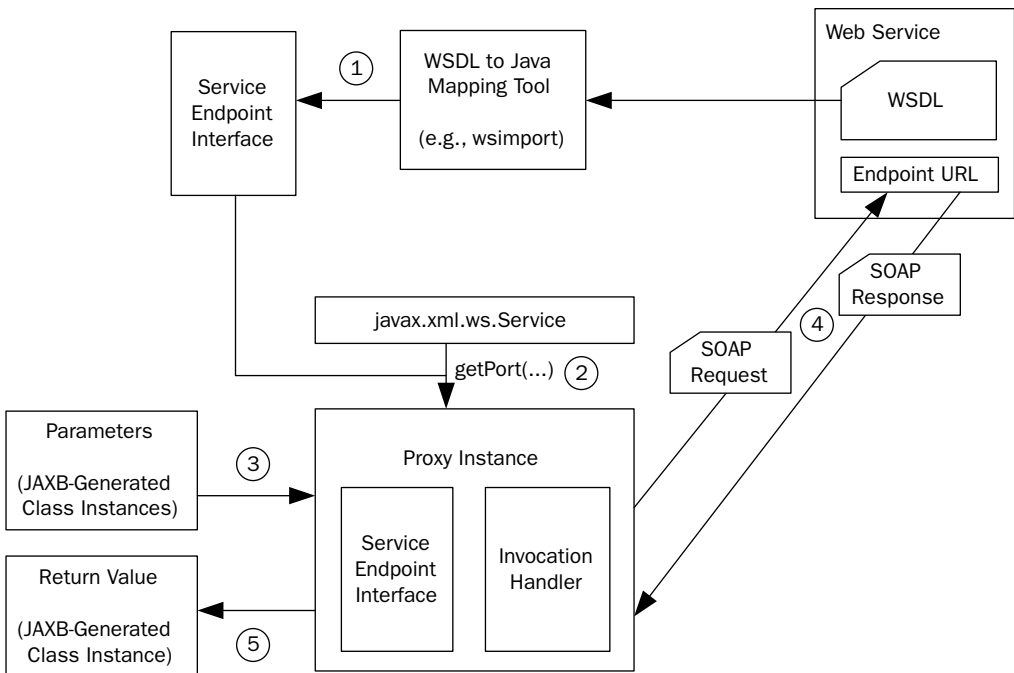 Web Service
WSDL
Endpoint URL
WSDL to Java
Mapping Tool
(e.g., wsimport)
1
Service
Endpoint
Interface
javax.xml.ws.Service
getPort(...)
2
SOAP
Request
4
SOAP
Response
Parameters
(JAXB-Generated
Class Instances)
3
Proxy Instance
Service
Endpoint
Interface
Invocation
Handler
Return Value
(JAXB-Generated
Class Instance)
5